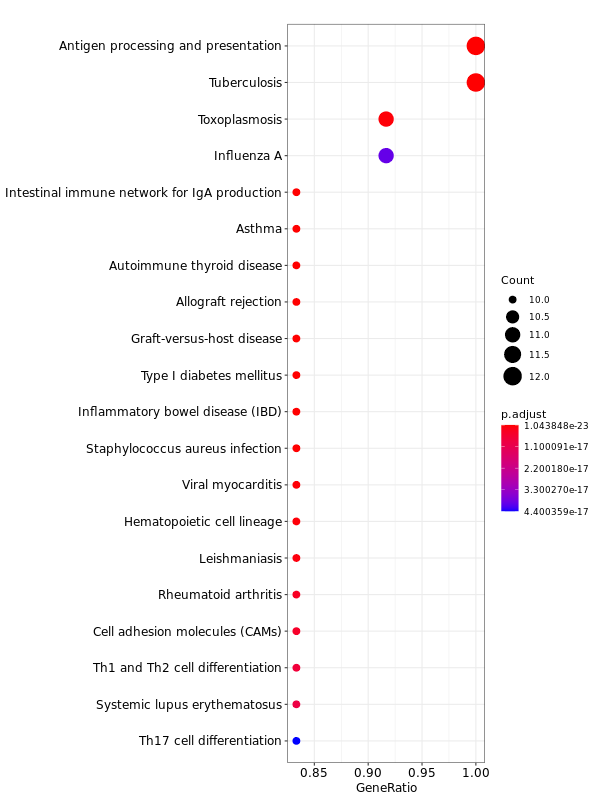 Antigen processing and presentation
Tuberculosis
Toxoplasmosis
Influenza A
Intestinal immune network for IgA production
Asthma
Autoimmune thyroid disease
Allograft rejection
Graft-versus-host disease
Type I diabetes mellitus
Inflammatory bowel disease (IBD)
Staphylococcus aureus infection
Viral myocarditis
Hematopoietic cell lineage
Leishmaniasis
Rheumatoid arthritis
Cell adhesion molecules (CAMs)
Th1 and Th2 cell differentiation
Systemic lupus erythematosus
Th17 cell differentiation
0.85 0.90 0.95 1.00
GeneRatio
Count
10.0
10.5
11.0
11.5
12.0
p.adjust
1.043848e-23
1.100091e-17
2.200180e-17
3.300270e-17
4.400359e-17